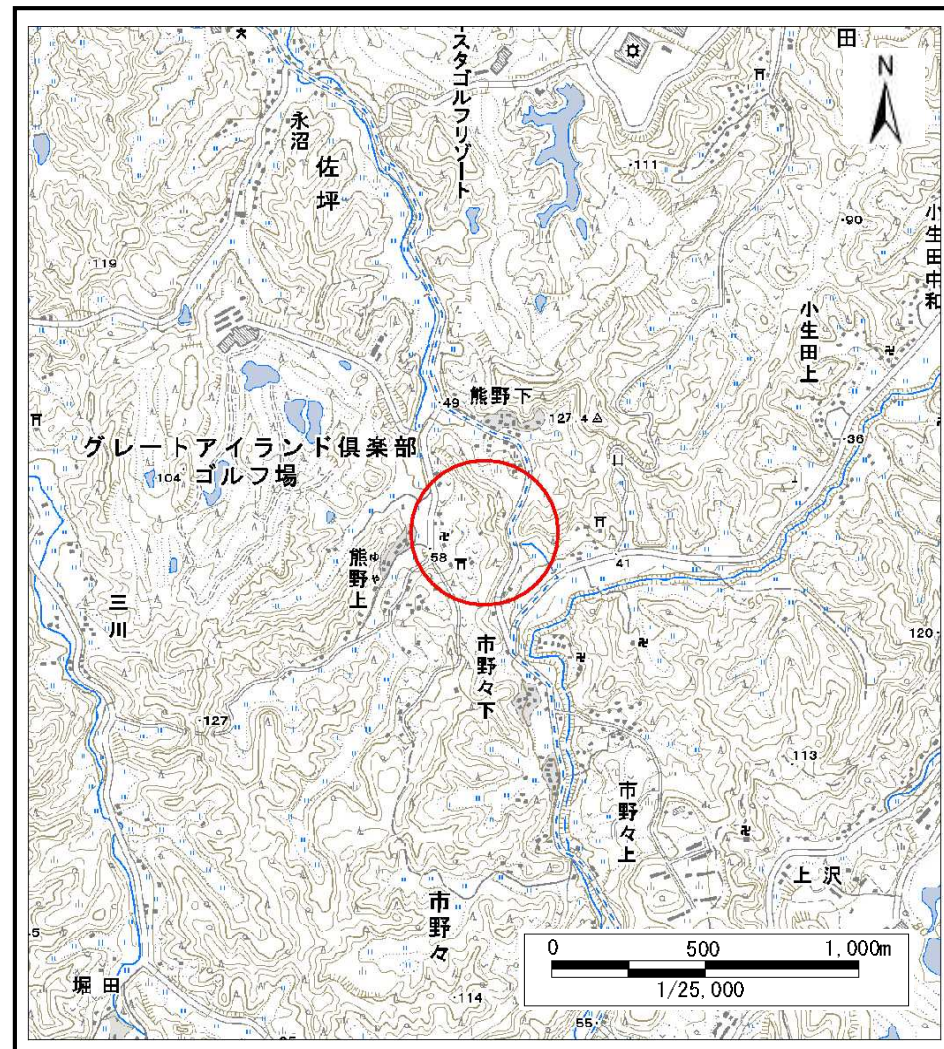 田
スタゴルフリゾート
N
永沼
佐坪
111
90
小生田中和
119
小生田上
熊野下
49
127.4
36
グレートアイランド倶楽部
ゴルフ場
104
熊野上
ゆや
58
41
三川
120
市野々下
127
113
市野々上
上沢
市野々
堀田
114
55
0 500 1,000m
1/25,000